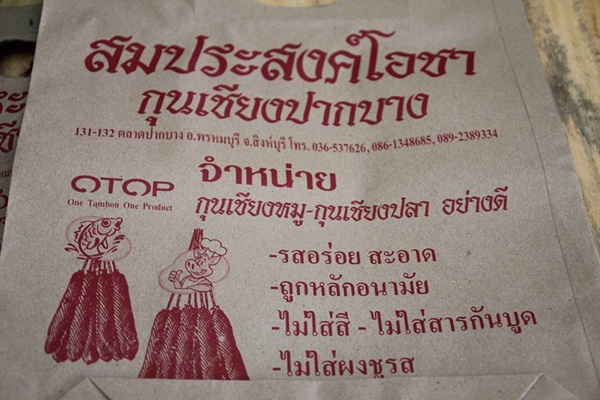 สมประสงค์โอชา
กุนเชียงปากบาง
131-132 ตลาดปากบาง อ.พรหมบุรี จ.สิงห์บุรี โทร. 036-537626, 086-1348685, 089-2389334
OTOP
One Tambon One Product
จำหน่าย
กุนเชียงหมู-กุนเชียงปลา อย่างดี
-รสอร่อย สะอาด
-ถูกหลักอนามัย
-ไม่ใส่สี - ไม่ใส่สารกันบูด
-ไม่ใส่ผงชูรส